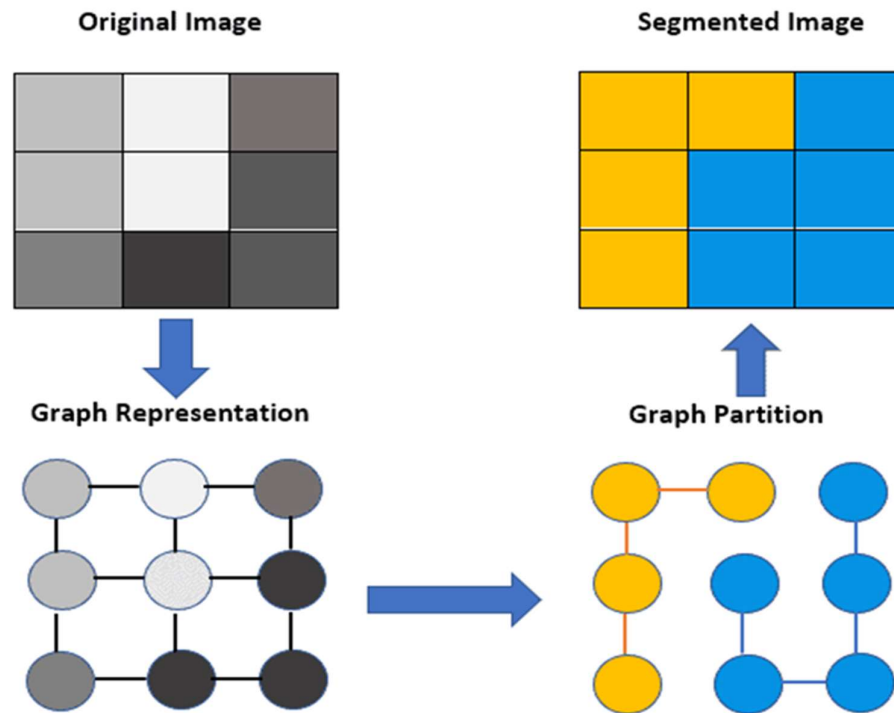 Original Image
Segmented Image
Graph Representation
Graph Partition